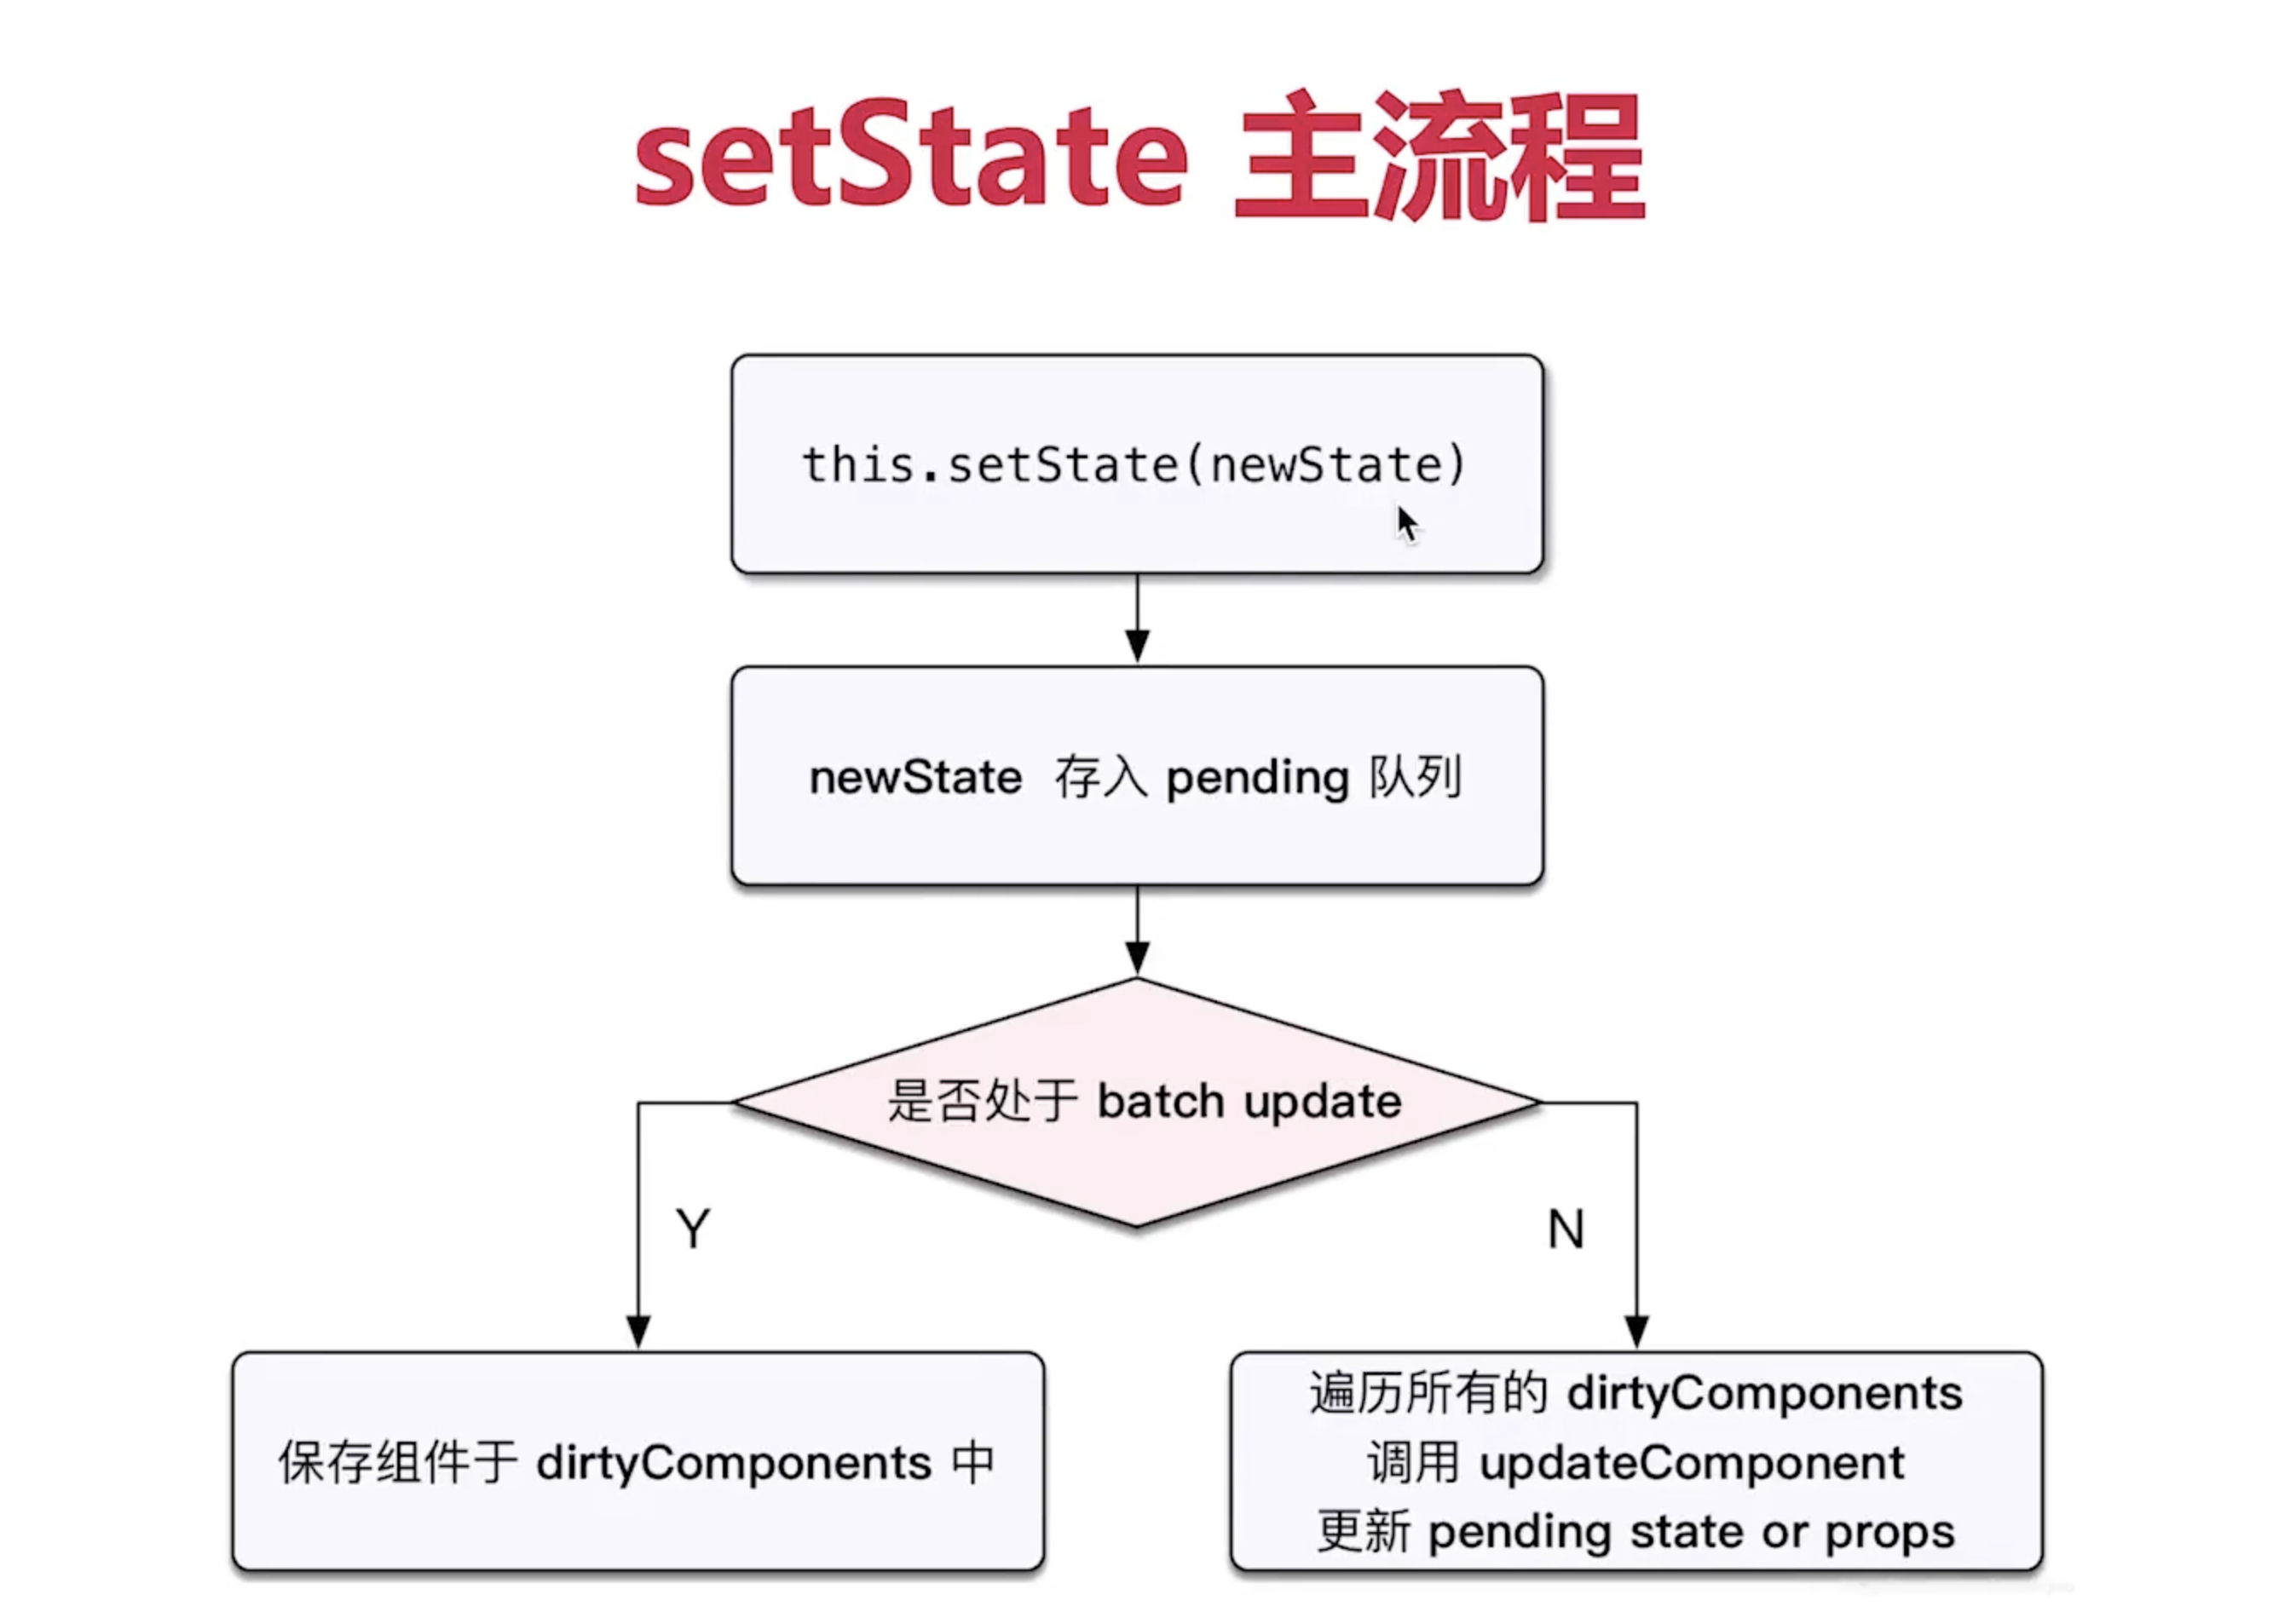 setState 主流程
this.setState(newState)
newState 存入 pending 队列
是否处于 batch update
Y
N
保存组件于 dirtyComponents 中
遍历所有的 dirtyComponents
调用 updateComponent
更新 pending state or props